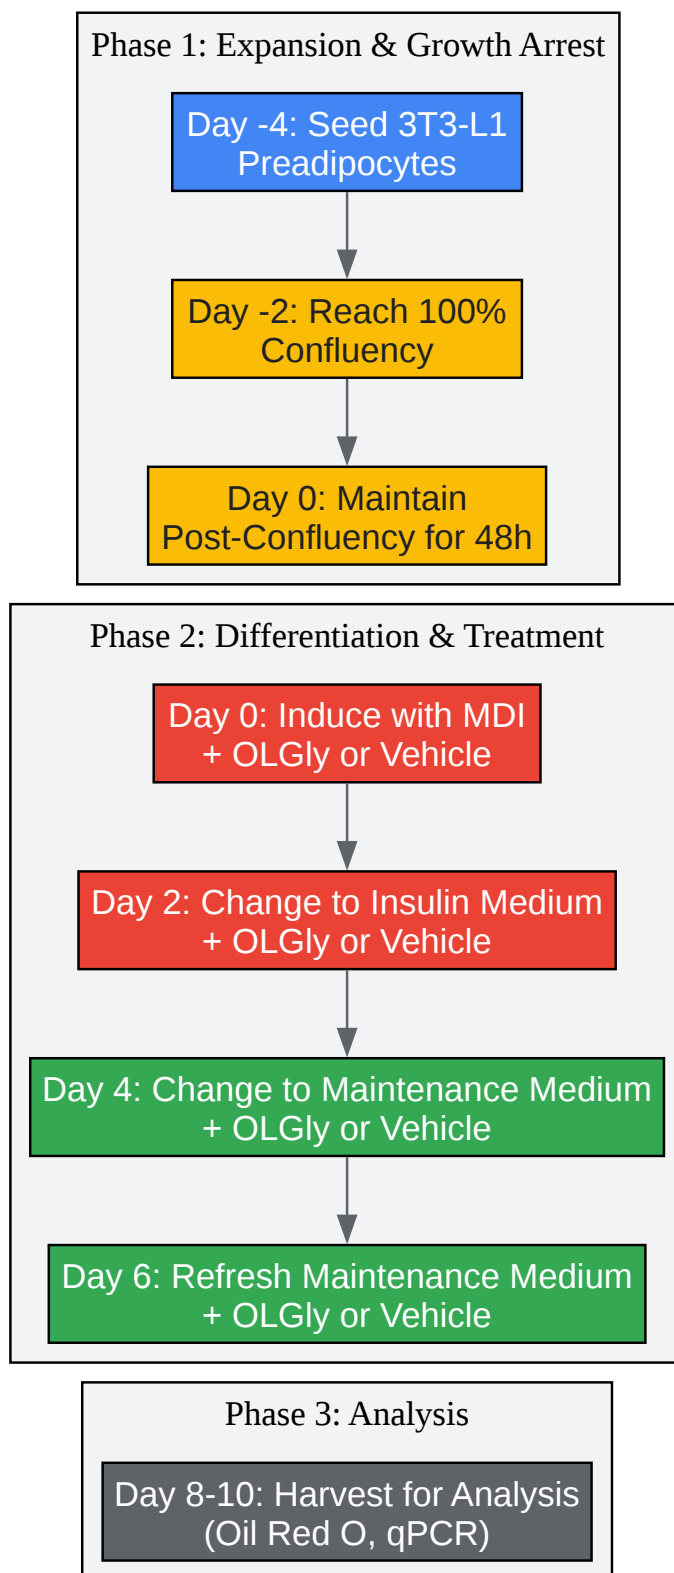 Phase 1: Expansion & Growth Arrest
Day -4: Seed 3T3-L1
Preadipocytes
Day -2: Reach 100%
Confluency
Day 0: Maintain
Post-Confluency for 48h
Phase 2: Differentiation & Treatment
Day 0: Induce with MDI
+ OLGly or Vehicle
Day 2: Change to Insulin Medium
+ OLGly or Vehicle
Day 4: Change to Maintenance Medium
+ OLGly or Vehicle
Day 6: Refresh Maintenance Medium
+ OLGly or Vehicle
Phase 3: Analysis
Day 8-10: Harvest for Analysis
(Oil Red O, qPCR)